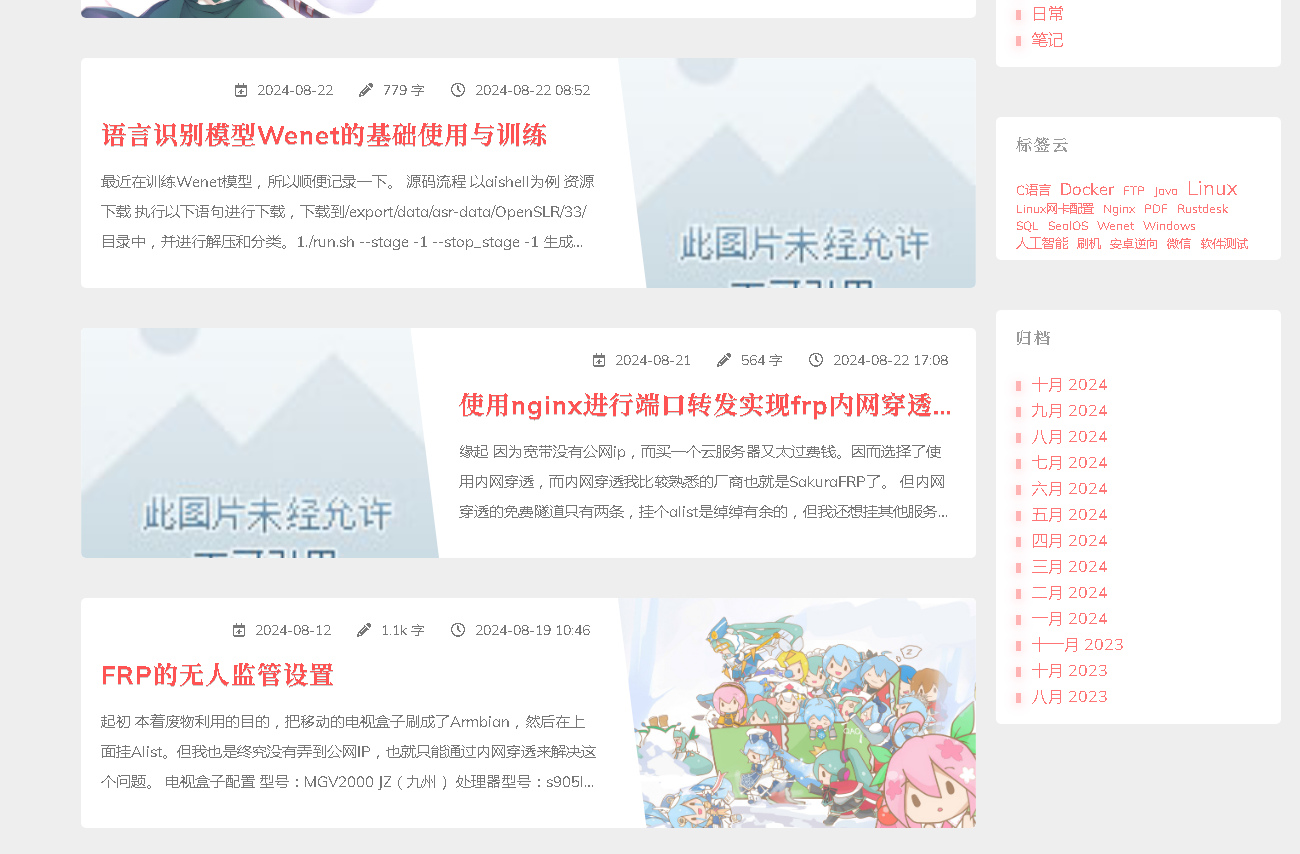 2024-08-22 779 字 2024-08-22 08:52
语言识别模型Wenet的基础使用与训练
最近在训练Wenet模型，所以顺便记录一下。 源码流程 以aishell为例 资源
下载 执行以下语句进行下载，下载到/export/data/asr-data/OpenSLR/33/
目录中，并进行解压和分类。1./run.sh --stage -1 --stop_stage -1 生成...
此图片未经允许
不可引用
2024-08-21 564 字 2024-08-22 17:08
使用nginx进行端口转发实现frp内网穿透...
缘起 因为宽带没有公网ip，而买一个云服务器又太过费钱。因而选择了使
用内网穿透，而内网穿透我比较熟悉的厂商也就是SakuraFRP了。 但内网
穿透的免费隧道只有两条，挂个alist是绰绰有余的，但我还想挂其他服务...
此图片未经允许
不可引用
2024-08-12 1.1k 字 2024-08-19 10:46
FRP的无人监管设置
起初 本着废物利用的目的，把移动的电视盒子刷成了Armbian，然后在上
面挂Alist。但我也是终究没有弄到公网IP，也就只能通过内网穿透来解决这
个问题。 电视盒子配置 型号：MGV2000 JZ（九州 ）处理器型号：s905l...
日常
笔记
标签云
C语言 Docker FTP Java Linux
Linux网卡配置 Nginx PDF Rustdesk
SQL SealOS Wenet Windows
人工智能 刷机 安卓逆向 微信 软件测试
归档
十月 2024
九月 2024
八月 2024
七月 2024
六月 2024
五月 2024
四月 2024
三月 2024
二月 2024
一月 2024
十一月 2023
十月 2023
八月 2023